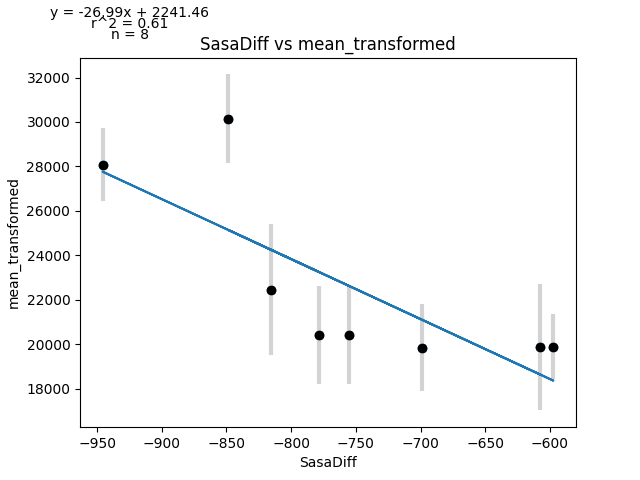 y = -26.99x + 2241.46
r^2 = 0.61
n = 8
SasaDiff vs mean_transformed
32000
30000
28000
26000
24000
22000
20000
18000
mean_transformed
−950
−900
−850
−800
−750
−700
−650
−600
SasaDiff